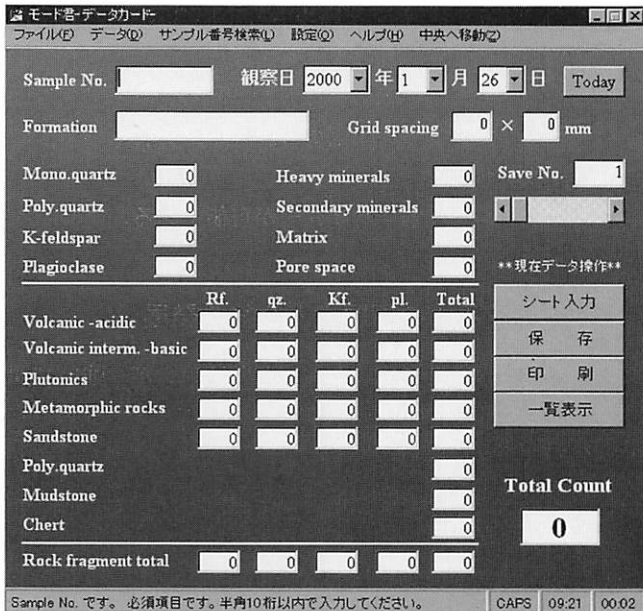 モード君-データカード-
ファイル(F) データ(D) サンプル番号検索(L) 設定(O) ヘルプ(H) 中央へ移動(Z)
Sample No. 観察日 2000 年 1 月 26 日 Today
Formation Grid spacing 0 × 0 mm
Mono.quartz 0 Heavy minerals 0 Save No. 1
Poly.quartz 0 Secondary minerals 0
K-feldspar 0 Matrix 0
Plagioclase 0 Pore space 0 **現在データ操作**
Rf. qz. Kf. pl. Total シート入力
Volcanic -acidic 0 0 0 0 0
Volcanic interm. -basic 0 0 0 0 0 保 存
Plutonics 0 0 0 0 0 印 刷
Metamorphic rocks 0 0 0 0 0 一覧表示
Sandstone 0 0 0 0 0
Poly.quartz 0
Mudstone 0 Total Count
Chert 0 0
Rock fragment total 0 0 0 0 0
Sample No. です。 必須項目です。半角10桁以内で入力してください。 CAPS 09:21 00:02